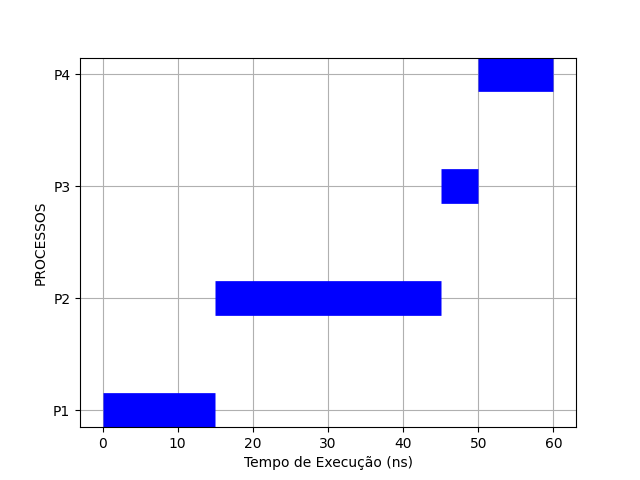 P4
P3
P2
P1
PROCESSOS
0 10 20 30 40 50 60
Tempo de Execução (ns)